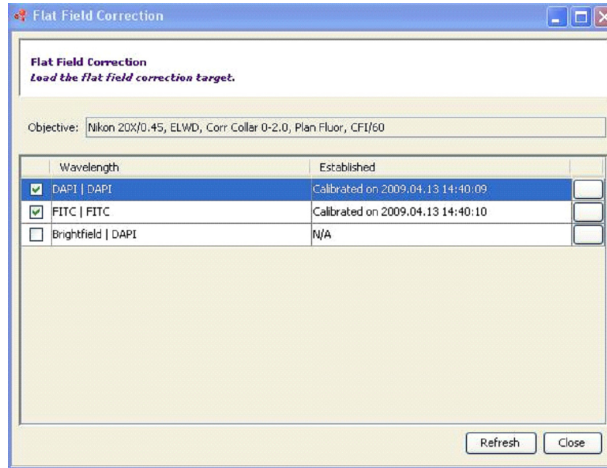 Flat Field Correction
Flat Field Correction
Load the flat field correction target.
Objective: Nikon 20X/0.45, ELWD, Corr Collar 0-2.0, Plan Fluor, CFI/60
Wavelength Established
DAPI | DAPI Calibrated on 2009.04.13 14:40:09
FITC | FITC Calibrated on 2009.04.13 14:40:10
Brightfield | DAPI N/A
Refresh Close